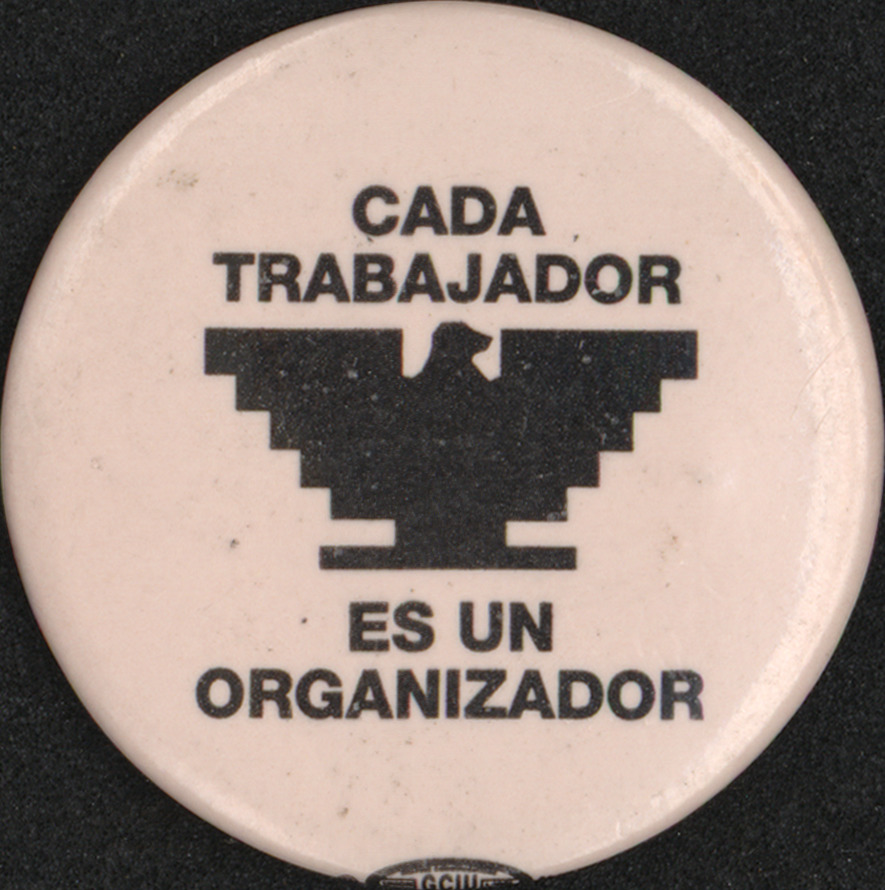 CADA
TRABAJADOR
ES UN
ORGANIZADOR
GCIU